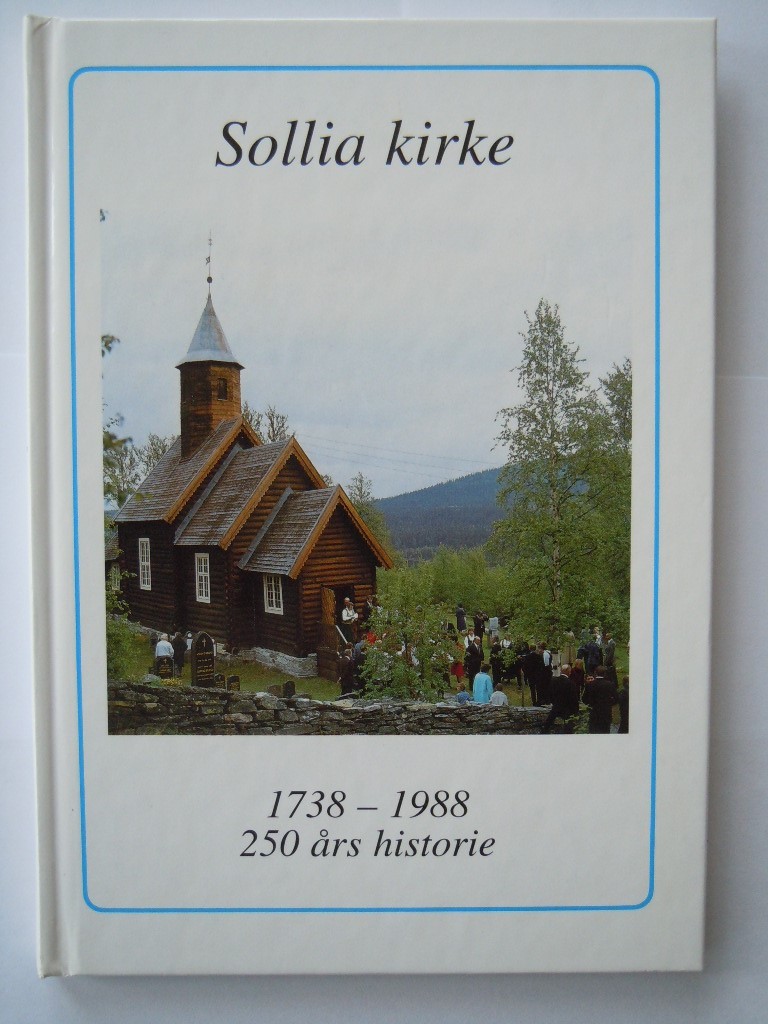 Sollia kirke
1738 – 1988
250 års historie